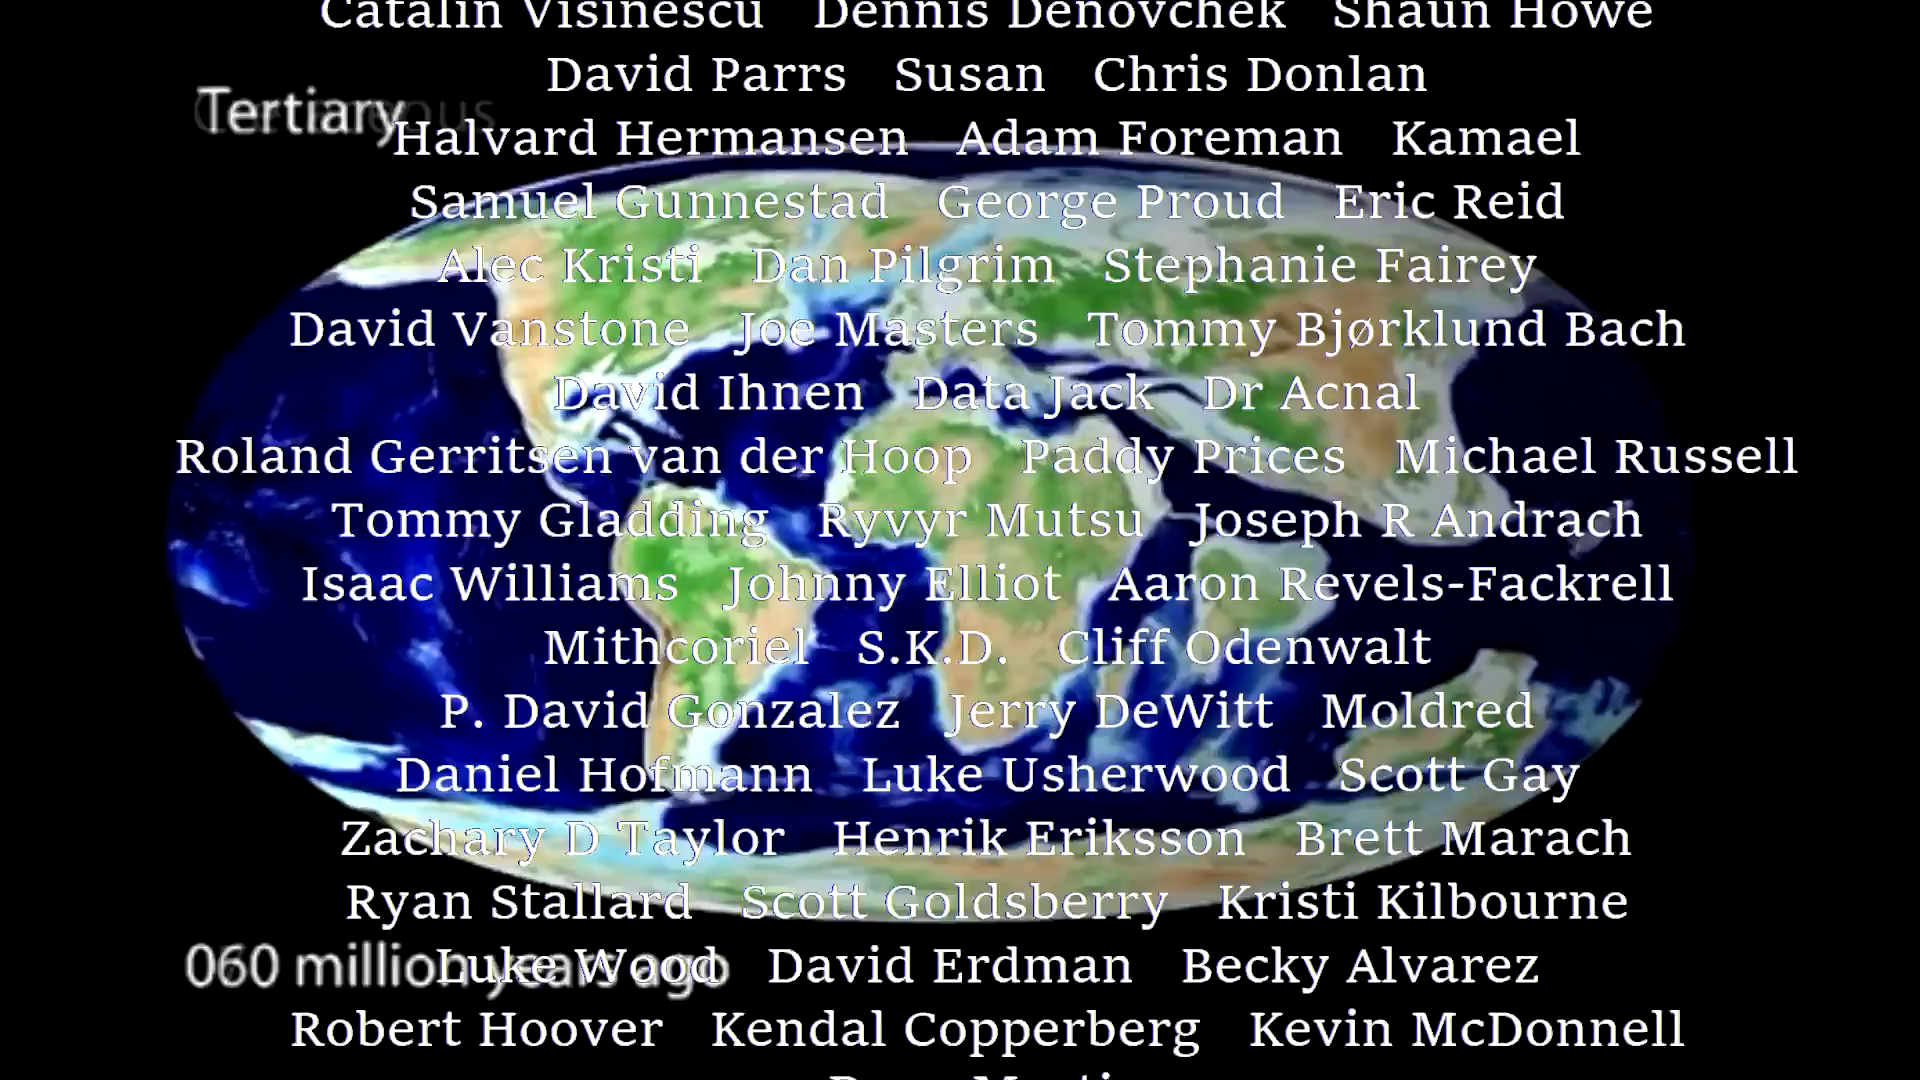 Catalin Visinescu Dennis Denovchek Shaun Howe
David Parrs Susan Chris Donlan
Tertiary
Halvard Hermansen Adam Foreman Kamael
Samuel Gunnestad George Proud Eric Reid
Alec Kristi Dan Pilgrim Stephanie Fairey
David Vanstone Joe Masters Tommy Bjørklund Bach
David Ihnen Data Jack Dr Acnal
Roland Gerritsen van der Hoop Paddy Prices Michael Russell
Tommy Gladding Ryvyr Mutsu Joseph R Andrach
Isaac Williams Johnny Elliot Aaron Revels-Fackrell
Mithcoriel S.K.D. Cliff Odenwalt
P. David Gonzalez Jerry DeWitt Moldred
Daniel Hofmann Luke Usherwood Scott Gay
Zachary D Taylor Henrik Eriksson Brett Marach
Ryan Stallard Scott Goldsberry Kristi Kilbourne
060 million years ago
Luke Wood David Erdman Becky Alvarez
Robert Hoover Kendal Copperberg Kevin McDonnell